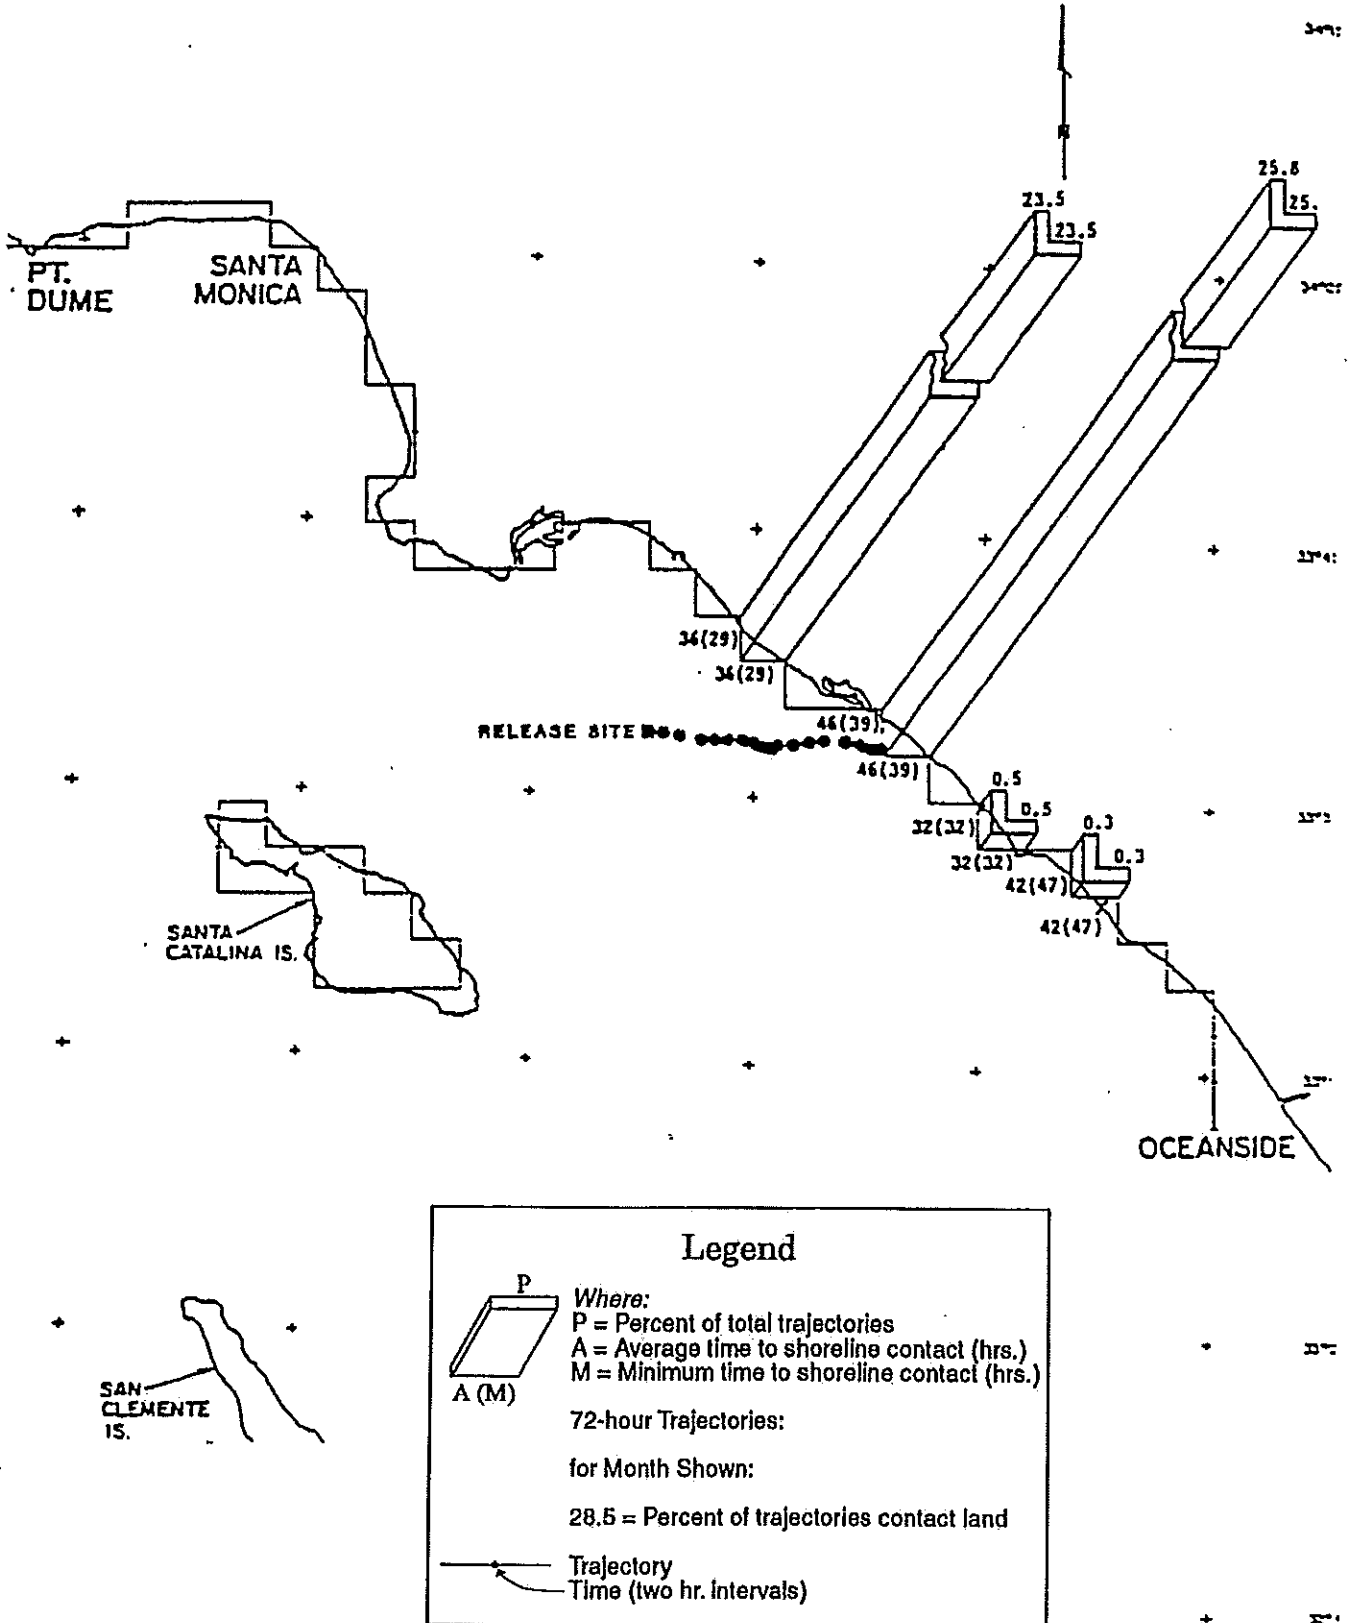 25.8
25.
23.5
23.5
PT.
DUME
SANTA
MONICA
36(29)
36(29)
46(39)
RELEASE SITE
46(39)
0.5
0.5
32(32)
32(32)
0.3
0.3
42(47)
42(47)
SANTA
CATALINA IS.
OCEANSIDE
SAN
CLEMENTE
IS.
Legend
P
A (M)
Where:
P = Percent of total trajectories
A = Average time to shoreline contact (hrs.)
M = Minimum time to shoreline contact (hrs.)
72-hour Trajectories:
for Month Shown:
28.5 = Percent of trajectories contact land
Trajectory
Time (two hr. intervals)